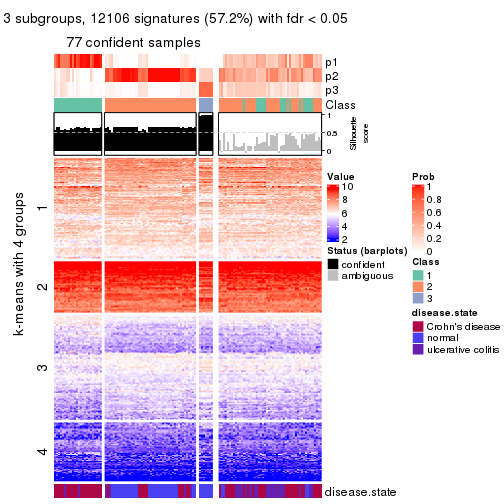 3 subgroups, 12106 signatures (57.2%) with fdr < 0.05
77 confident samples
p1
p2
p3
Class
1
0.5
0
Silhouette
score
k-means with 4 groups
1
2
3
4
disease.state
Value
10
8
6
4
2
Status (barplots)
confident
ambiguous
Prob
1
0.8
0.6
0.4
0.2
0
Class
1
2
3
disease.state
Crohn's disease
normal
ulcerative colitis